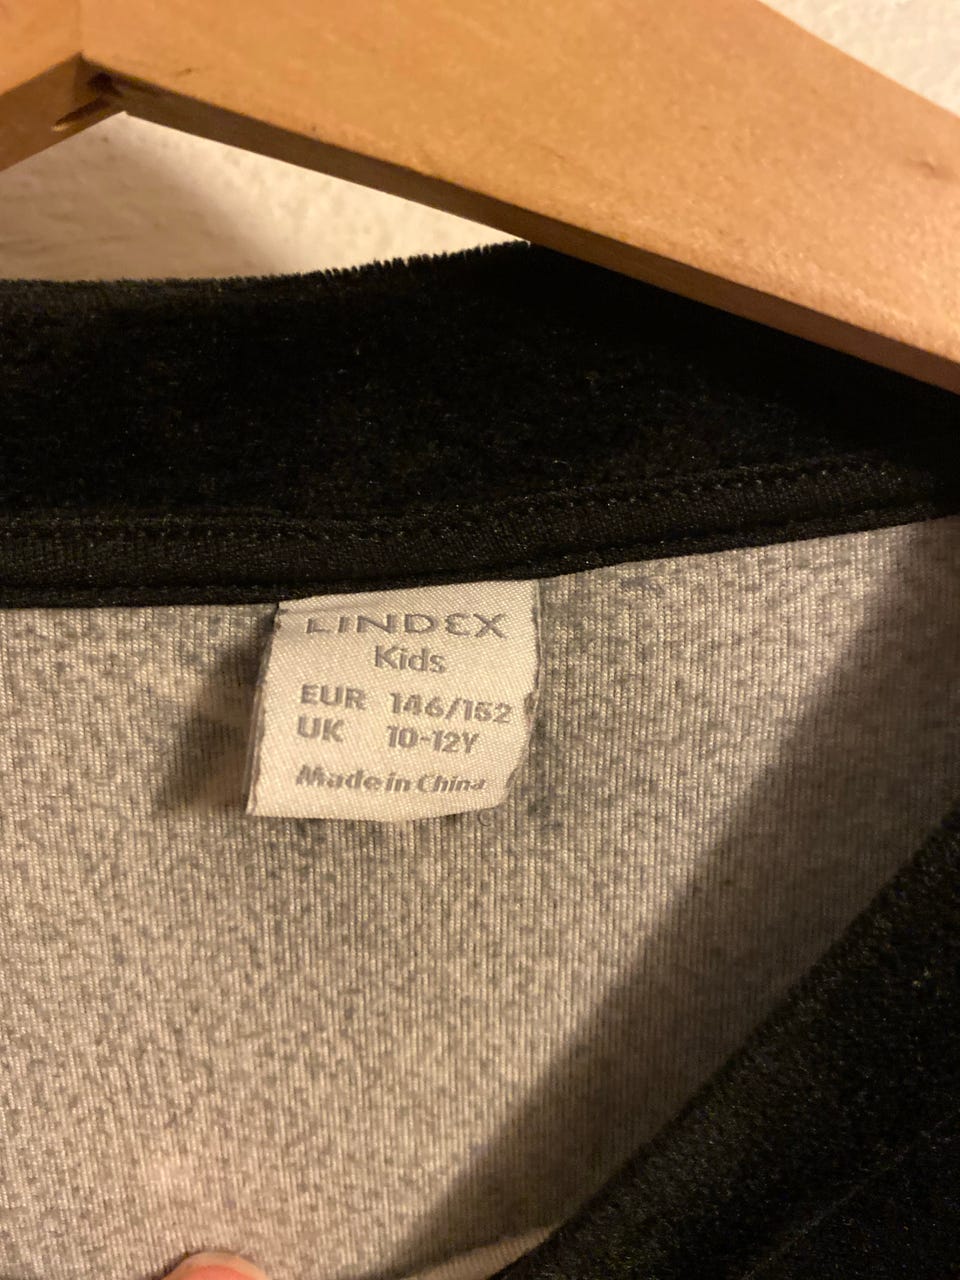 LINDEX
Kids
EUR 146/152
UK 10-12Y
Made in China